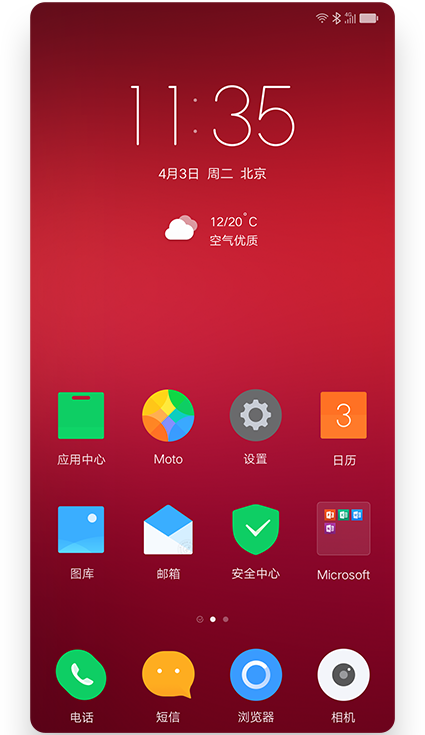 4G
11:35
4月3日 周二 北京
12/20°C
空气优质
3
应用中心 Moto 设置 日历
图库 邮箱 安全中心 Microsoft
电话 短信 浏览器 相机